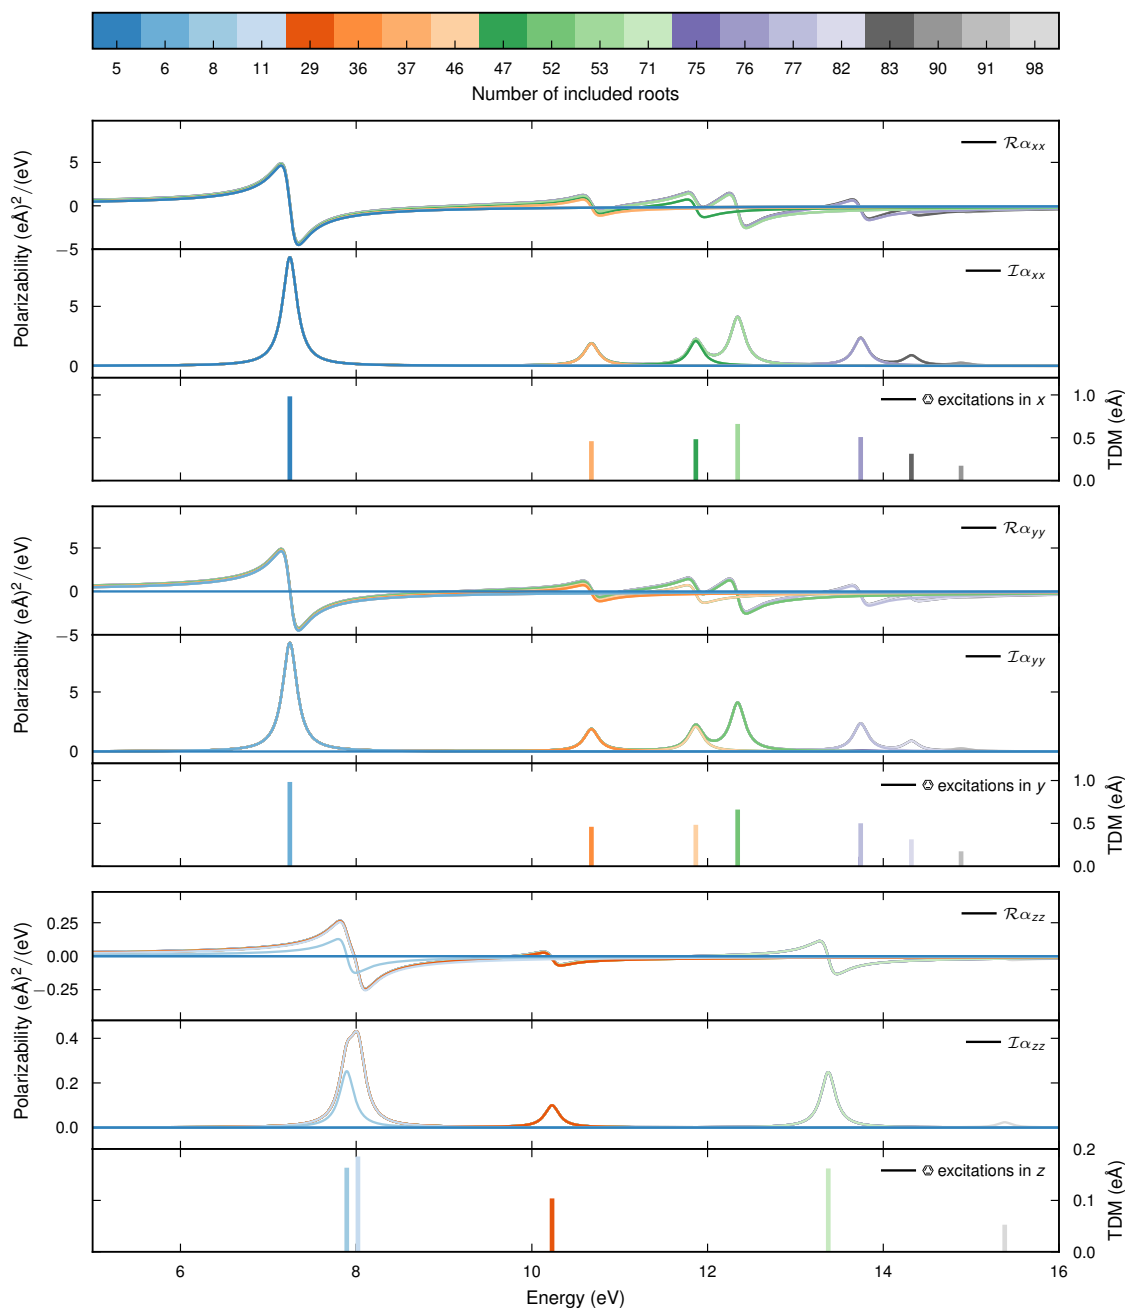 5 6 8 11 29 36 37 46 47 52 53 71 75 76 77 82 83 90 91 98
Number of included roots
Polarizability (eÅ)²/(eV)
5
0
−5
ℛα_xx
5
0
ℐα_xx
excitations in x
1.0
0.5
0.0
TDM (eÅ)
Polarizability (eÅ)²/(eV)
5
0
−5
ℛα_yy
5
0
ℐα_yy
excitations in y
1.0
0.5
0.0
TDM (eÅ)
Polarizability (eÅ)²/(eV)
0.25
0.00
−0.25
ℛα_zz
0.4
0.2
0.0
ℐα_zz
excitations in z
0.2
0.1
0.0
TDM (eÅ)
6 8 10 12 14 16
Energy (eV)